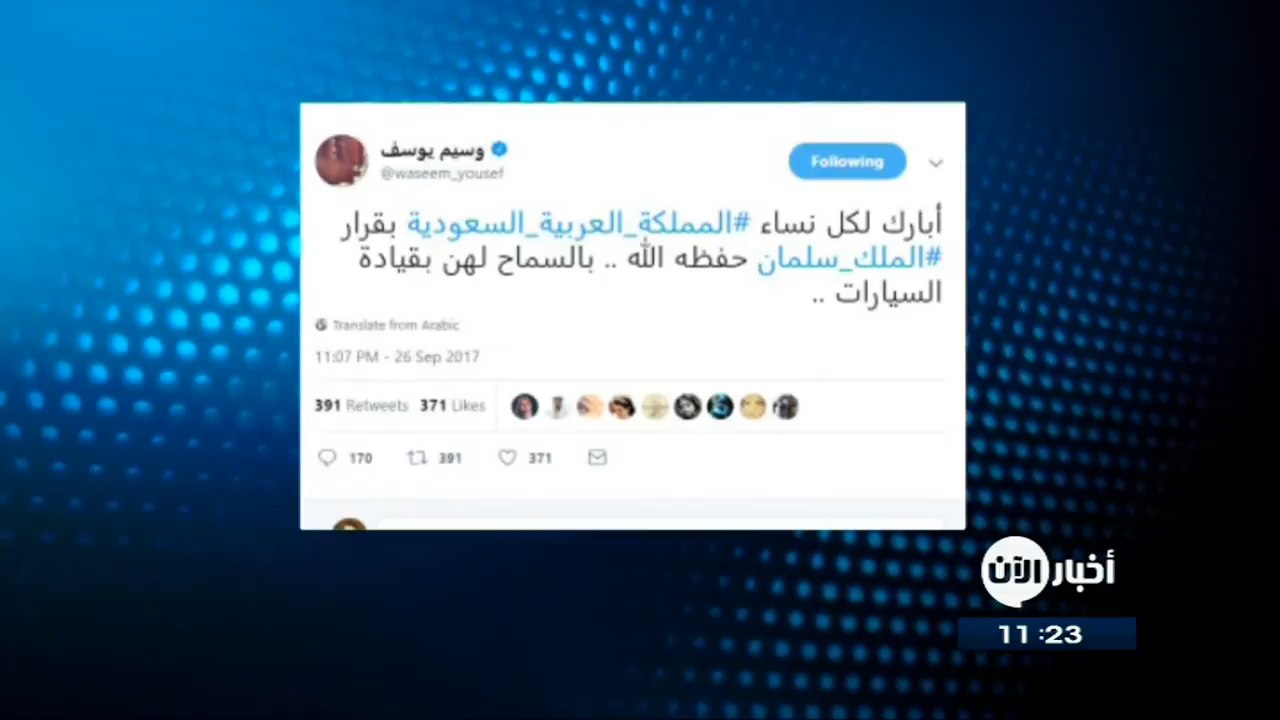 وسيم يوسف
@waseem_yousef
Following
أبارك لكل نساء #المملكة_العربية_السعودية بقرار
#الملك_سلمان حفظه الله .. بالسماح لهن بقيادة
السيارات ..
Translate from Arabic
11:07 PM - 26 Sep 2017
391 Retweets 371 Likes
170 391 371
أخبار الآن
11:23